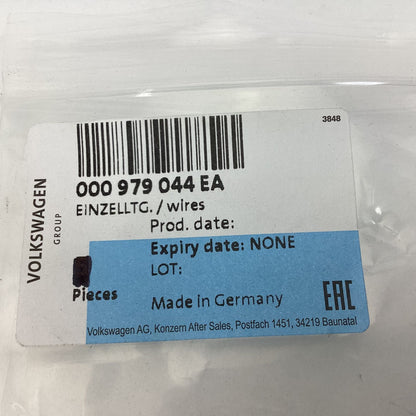 3848
VOLKSWAGEN
GROUP
000 979 044 EA
EINZELLTG. / wires
Prod. date:
Expiry date: NONE
LOT:
Pieces
Made in Germany
EAC
Volkswagen AG, Konzern After Sales, Postfach 1451, 34219 Baunatal